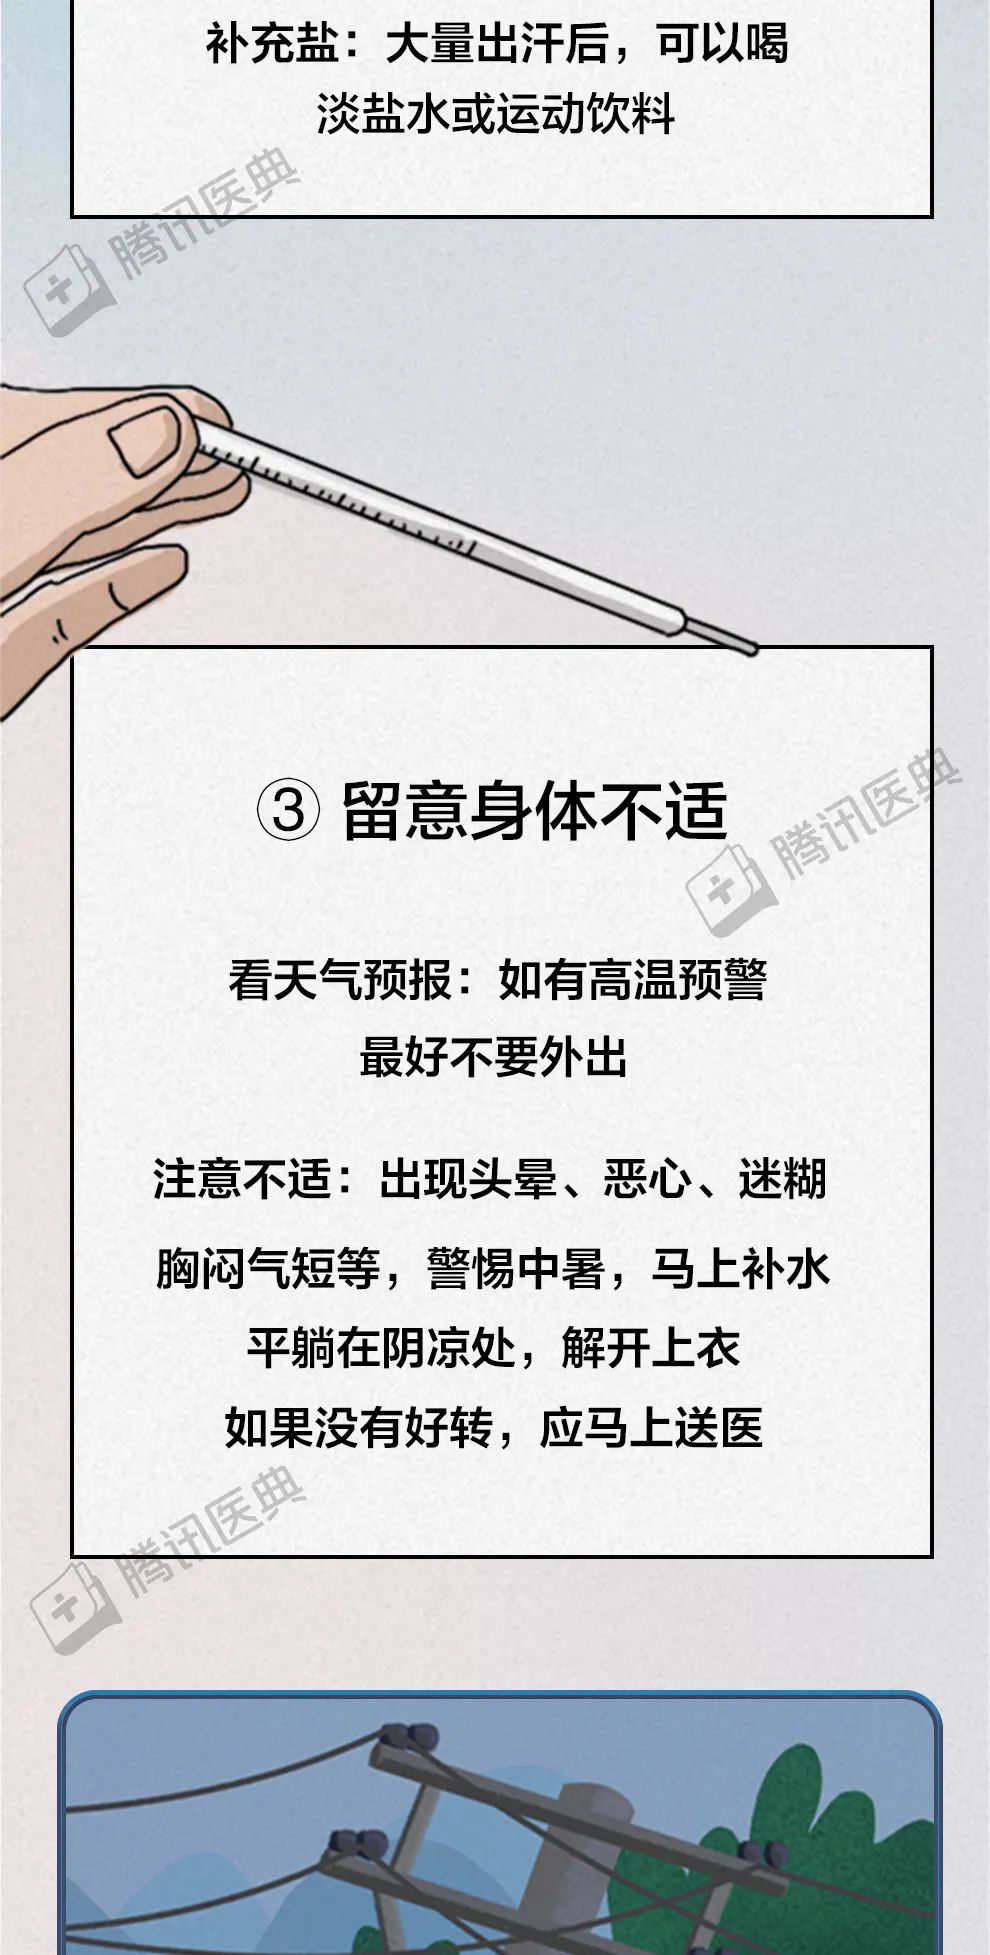 补充盐：大量出汗后，可以喝
淡盐水或运动饮料
腾讯医典
③ 留意身体不适
腾讯医典
看天气预报：如有高温预警
最好不要外出
注意不适：出现头晕、恶心、迷糊
胸闷气短等，警惕中暑，马上补水
平躺在阴凉处，解开上衣
如果没有好转，应马上送医
腾讯医典